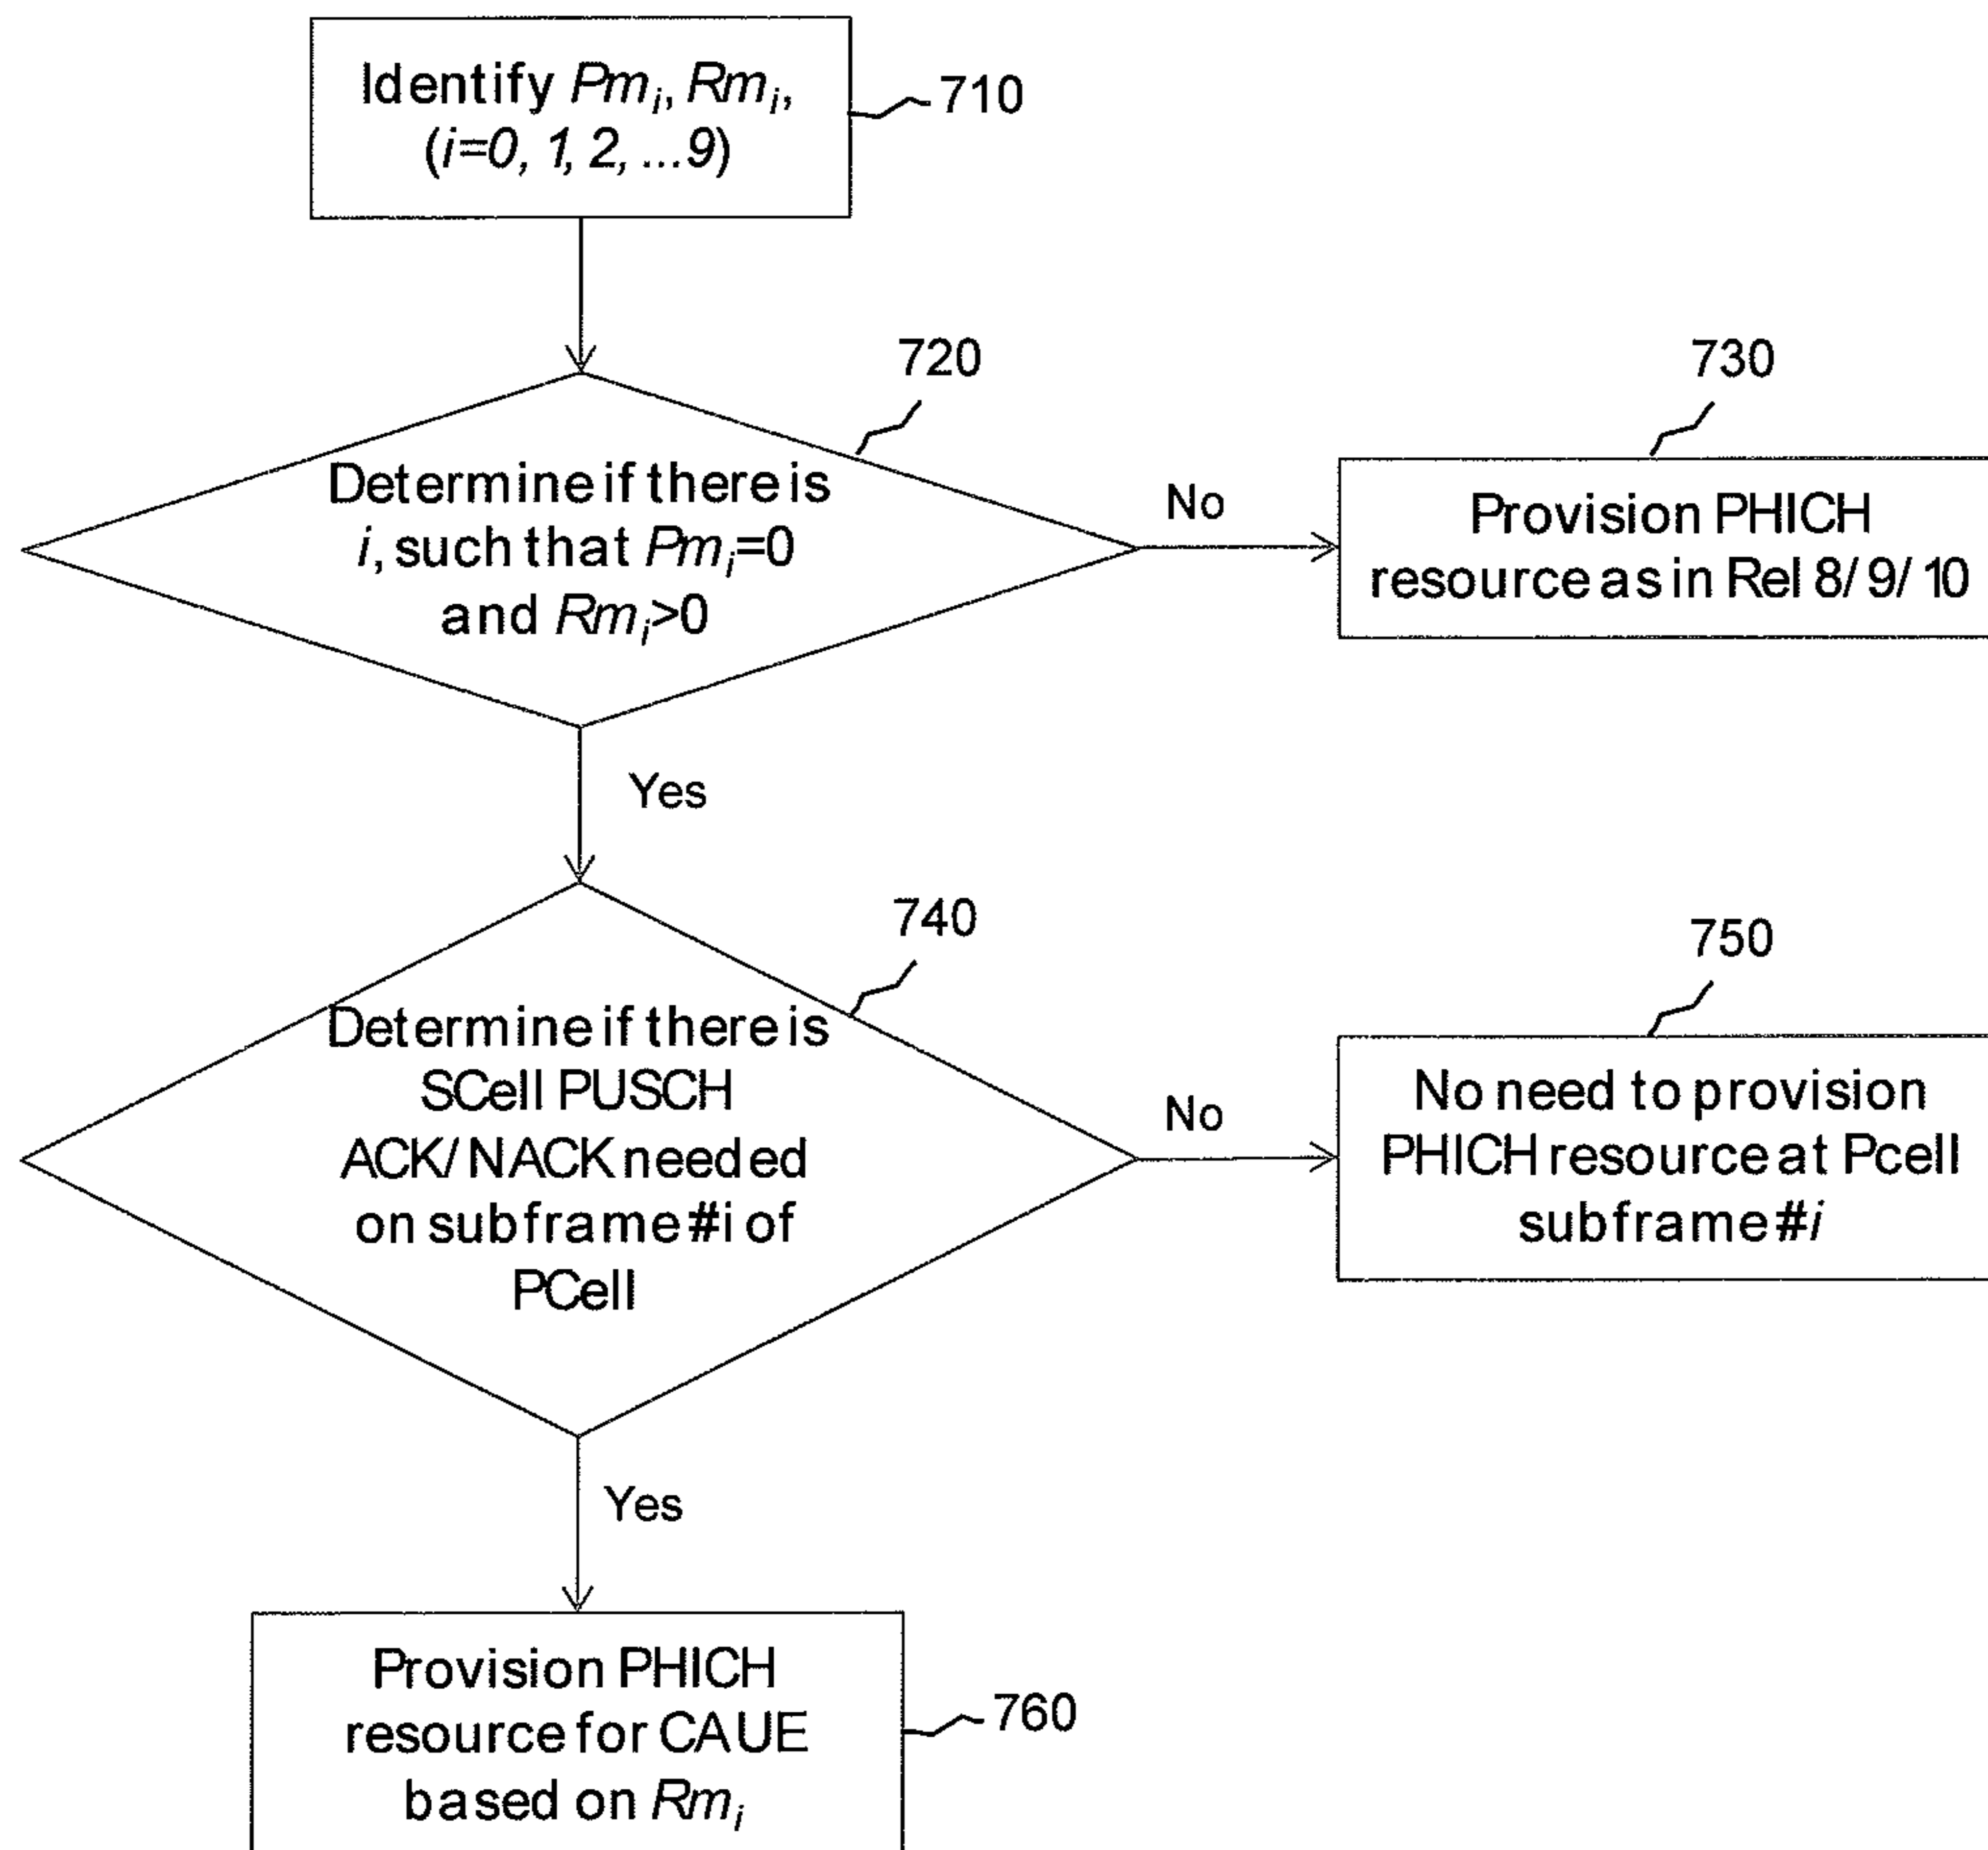 Identify Pmi, Rmi,
(i=0, 1, 2, ...9)
710
720
Determine if there is
i, such that Pmi=0
and Rmi>0
No
730
Provision PHICH
resource as in Rel 8/9/10
Yes
740
Determine if there is
SCell PUSCH
ACK/NACK needed
on subframe #i of
PCell
No
750
No need to provision
PHICH resource at Pcell
subframe #i
Yes
Provision PHICH
resource for CA UE
based on Rmi
760